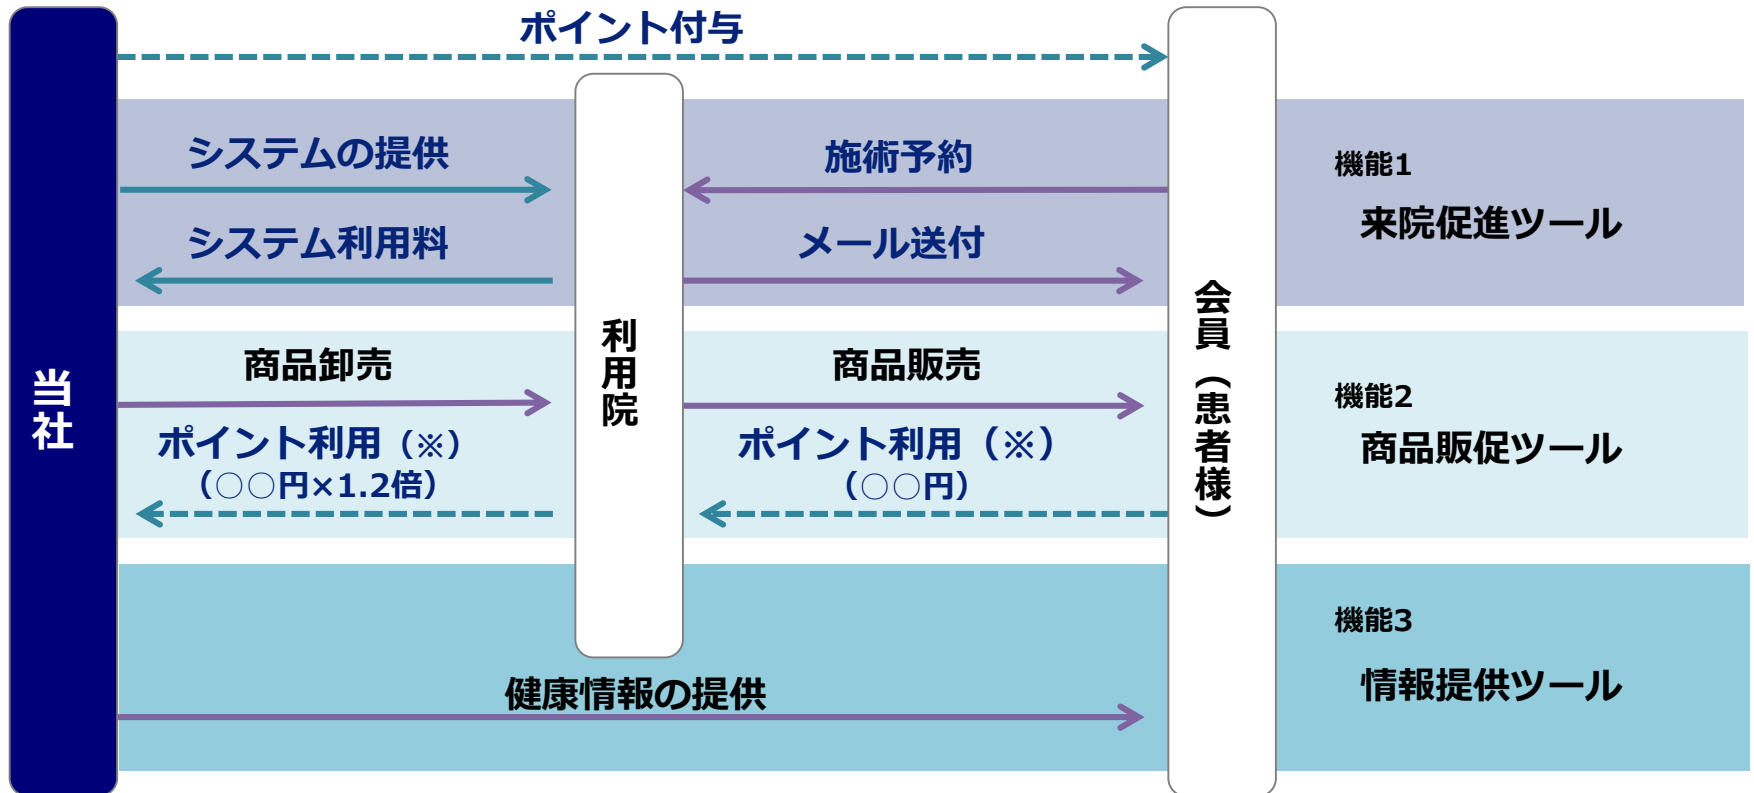 ポイント付与
当社
利用院
会員（患者様）
システムの提供
施術予約
機能1
来院促進ツール
システム利用料
メール送付
商品卸売
商品販売
機能2
商品販促ツール
ポイント利用（※）
（○○円×1.2倍）
ポイント利用（※）
（○○円）
機能3
情報提供ツール
健康情報の提供